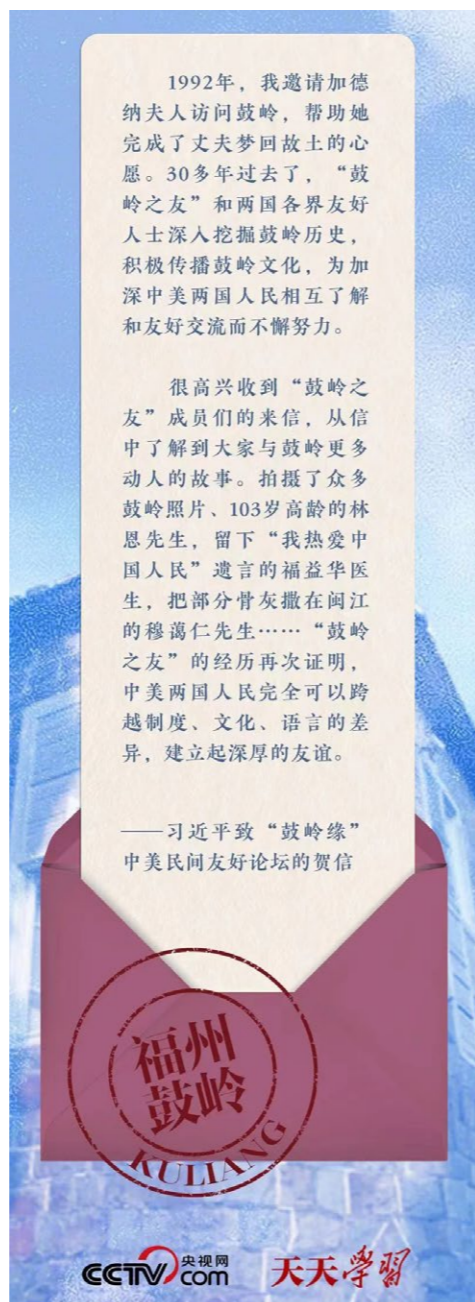 1992年，我邀请加德
纳夫人访问鼓岭，帮助她
完成了丈夫梦回故土的心
愿。30多年过去了，“鼓
岭之友”和两国各界友好
人士深入挖掘鼓岭历史，
积极传播鼓岭文化，为加
深中美两国人民相互了解
和友好交流而不懈努力。
很高兴收到“鼓岭之
友”成员们的来信，从信
中了解到大家与鼓岭更多
动人的故事。拍摄了众多
鼓岭照片、103岁高龄的林
恩先生，留下“我热爱中
国人民”遗言的福益华医
生，把部分骨灰撒在闽江
的穆蔼仁先生……“鼓岭
之友”的经历再次证明，
中美两国人民完全可以跨
越制度、文化、语言的差
异，建立起深厚的友谊。
——习近平致“鼓岭缘”
中美民间友好论坛的贺信
福州
鼓岭
KULIANG
CCTV 央视网
com
天天学習